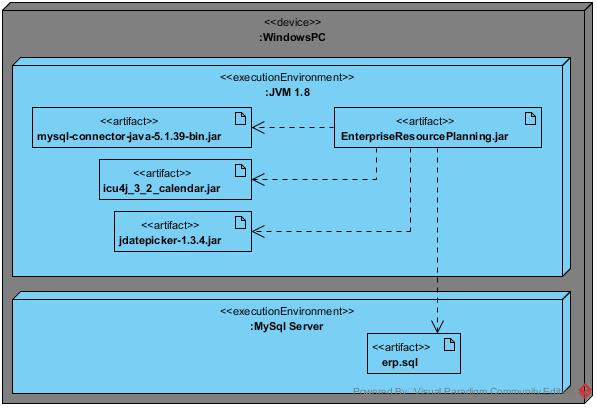 <<device>>
:WindowsPC
<<executionEnvironment>>
:JVM 1.8
<<artifact>>
mysql-connector-java-5.1.39-bin.jar
<<artifact>>
EnterpriseResourcePlanning.jar
<<artifact>>
icu4j_3_2_calendar.jar
<<artifact>>
jdatepicker-1.3.4.jar
<<executionEnvironment>>
:MySql Server
<<artifact>>
erp.sql
Powered By Visual Paradigm Community Edition